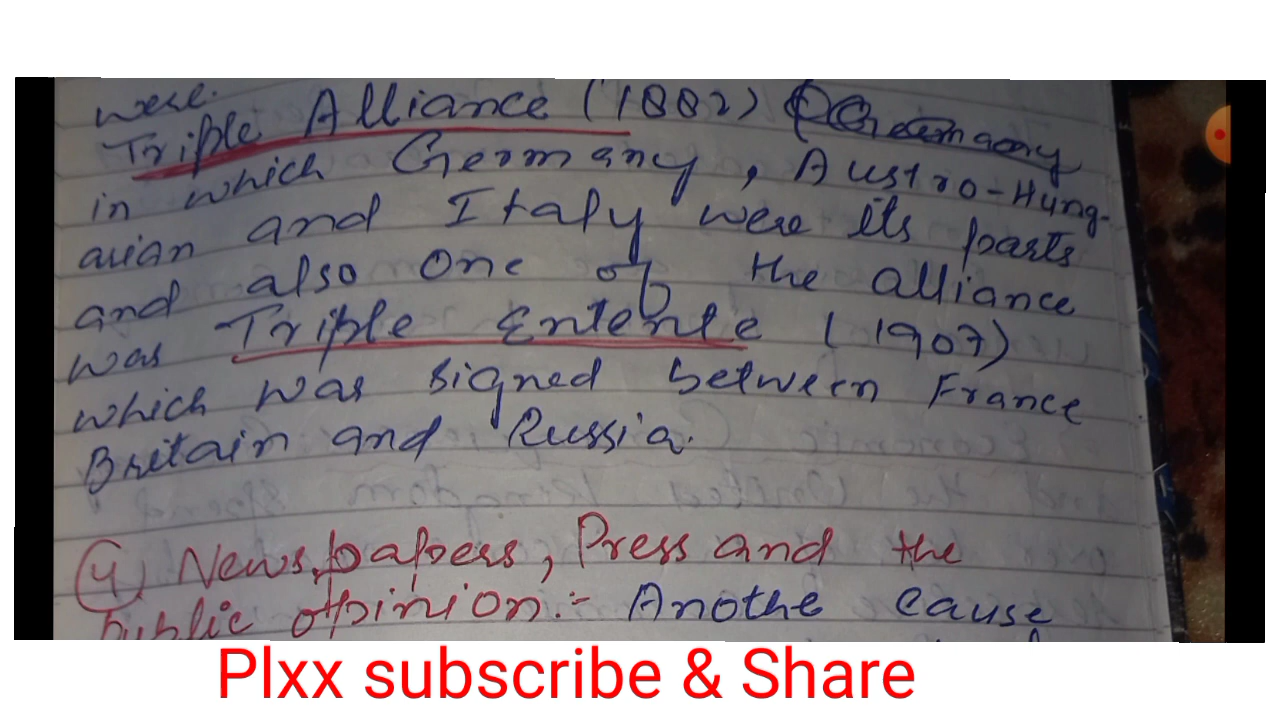 were.
Triple Alliance (1882)
in which Germany, Austro-Hung-
arian and Italy were its parts
and also one of the alliance
was Triple Entente (1907)
which was signed between France
Britain and Russia.
(4) Newspapers, Press and the
public opinion:- Anothe cause
Plxx subscribe & Share